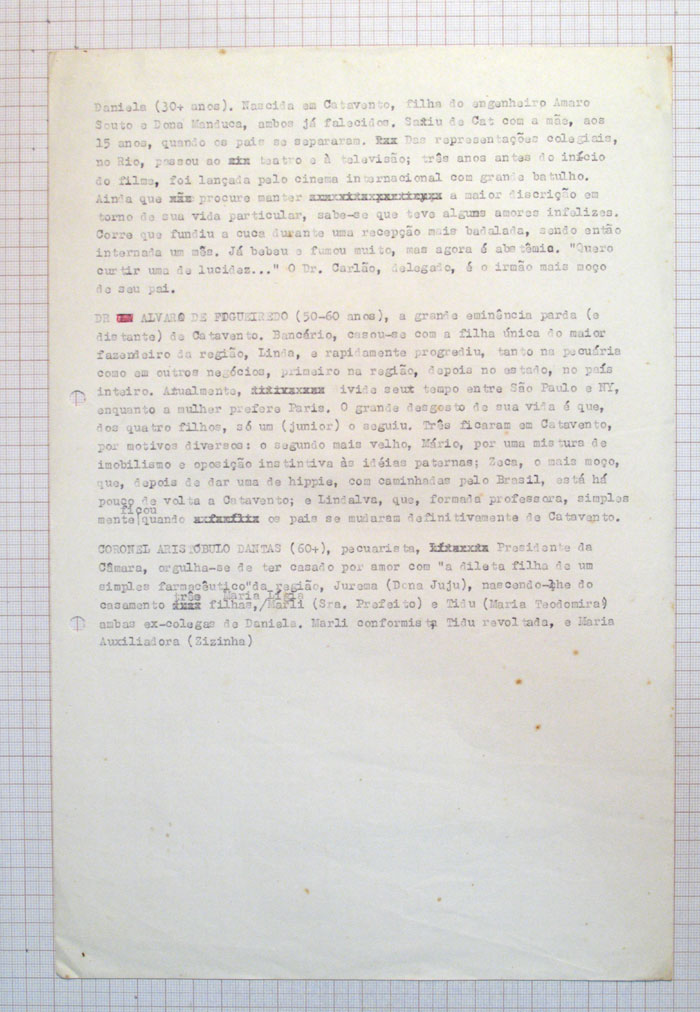 Daniela (30+ anos). Nascida em Catavento, filha do engenheiro Amaro
Souto e Dona Manduca, ambos já falecidos. Saiu de Cat com a mãe, aos
15 anos, quando os pais se separaram. Das representações colegiais,
no Rio, passou ao teatro e à televisão; três anos antes do início
do filme, foi lançada pelo cinema internacional com grande batulho.
Ainda que procure manter a maior discrição em
torno de sua vida particular, sabe-se que teve alguns amores infelizes.
Corre que fundiu a cuca durante uma recepção mais badalada, sendo então
internada um mês. Já bebeu e fumou muito, mas agora é abstêmia. "Quero
curtir uma de lucidez..." O Dr. Carlão, delegado, é o irmão mais moço
de seu pai.
DR ALVARO DE FIGUEIREDO (50-60 anos), a grande eminência parda (e
distante) de Catavento. Bancário, casou-se com a filha única do maior
fazendeiro da região, Linda, e rapidamente progrediu, tanto na pecuária
como em outros negócios, primeiro na região, depois no estado, no país
inteiro. Atualmente, divide seu tempo entre São Paulo e NY,
enquanto a mulher prefere Paris. O grande desgosto de sua vida é que,
dos quatro filhos, só um (junior) o seguiu. Três ficaram em Catavento,
por motivos diversos: o segundo mais velho, Mário, por uma mistura de
imobilismo e oposição instintiva às idéias paternas; Zeca, o mais moço,
que, depois de dar uma de hippie, com caminhadas pelo Brasil, está há
pouço de volta a Catavento; e Lindalva, que, formada professora, simples
ficou
mente quando os pais se mudaram definitivamente de Catavento.
CORONEL ARISTÓBULO DANTAS (60+), pecuarista, Presidente da
Câmara, orgulha-se de ter casado por amor com "a dileta filha de um
simples farmacêutico" da região, Jurema (Dona Juju), nascendo-lhe do
três Maria Lígia
casamento filhas,/Marli (Sra. Prefeito) e Tidu (Maria Teodomira)
ambas ex-colegas de Daniela. Marli conformista, Tidu revoltada, e Maria
Auxiliadora (Zizinha)